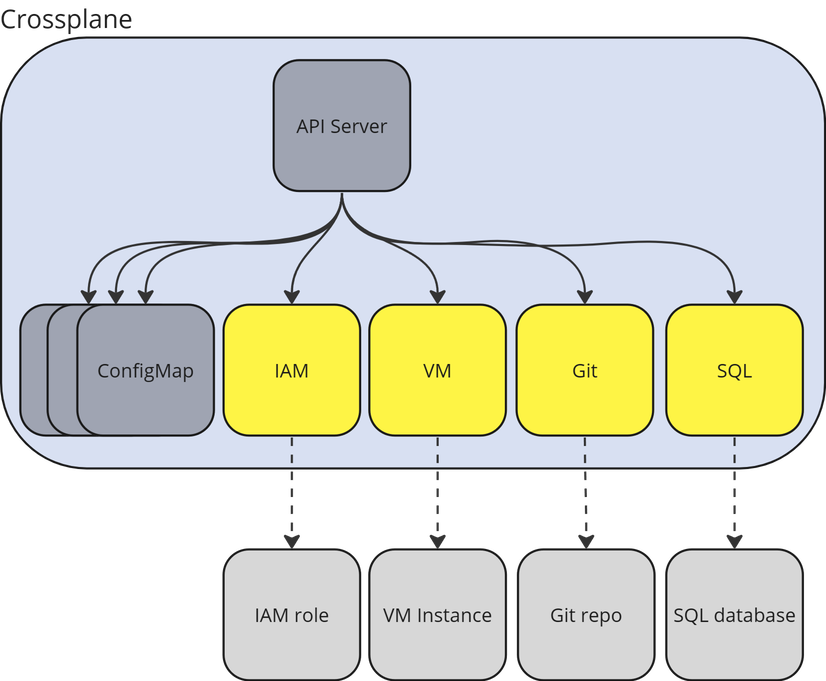 Crossplane
API Server
ConfigMap
IAM
VM
Git
SQL
IAM role
VM Instance
Git repo
SQL database